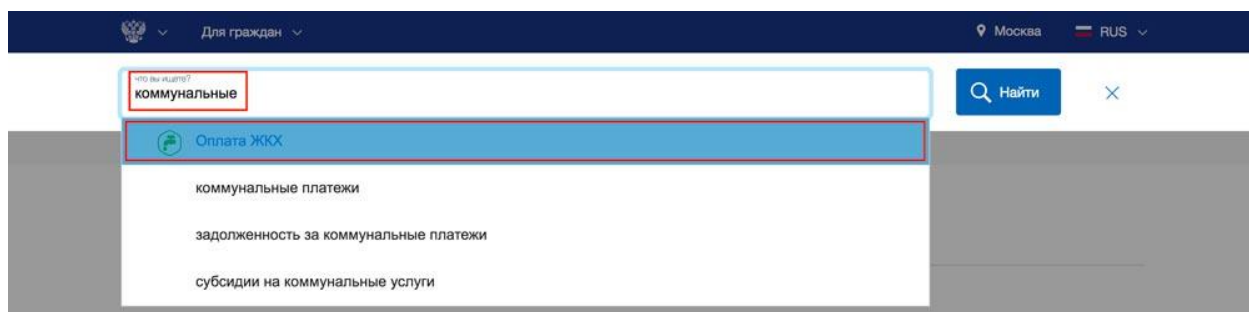 Для граждан Москва RUS
что вы ищете?
коммунальные Найти
Оплата ЖКХ
коммунальные платежи
задолженность за коммунальные платежи
субсидии на коммунальные услуги